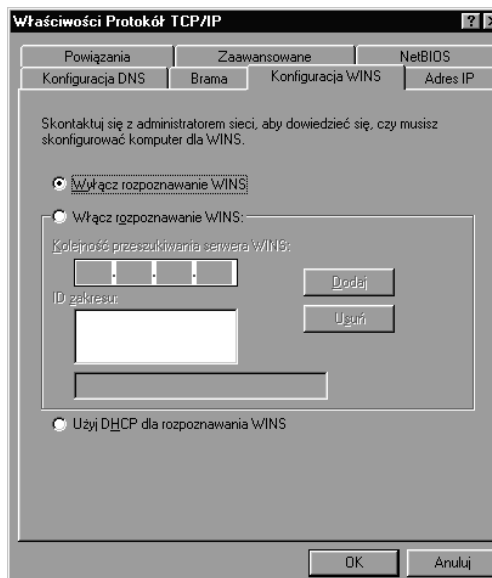 Właściwości Protokół TCP/IP
Powiązania Zaawansowane NetBIOS
Konfiguracja DNS Brama Konfiguracja WINS Adres IP
Skontaktuj się z administratorem sieci, aby dowiedzieć się, czy musisz
skonfigurować komputer dla WINS.
Wyłącz rozpoznawanie WINS
Włącz rozpoznawanie WINS:
Kolejność przeszukiwania serwera WINS:
Dodaj
ID zakresu:
Usuń
Użyj DHCP dla rozpoznawania WINS
OK Anuluj